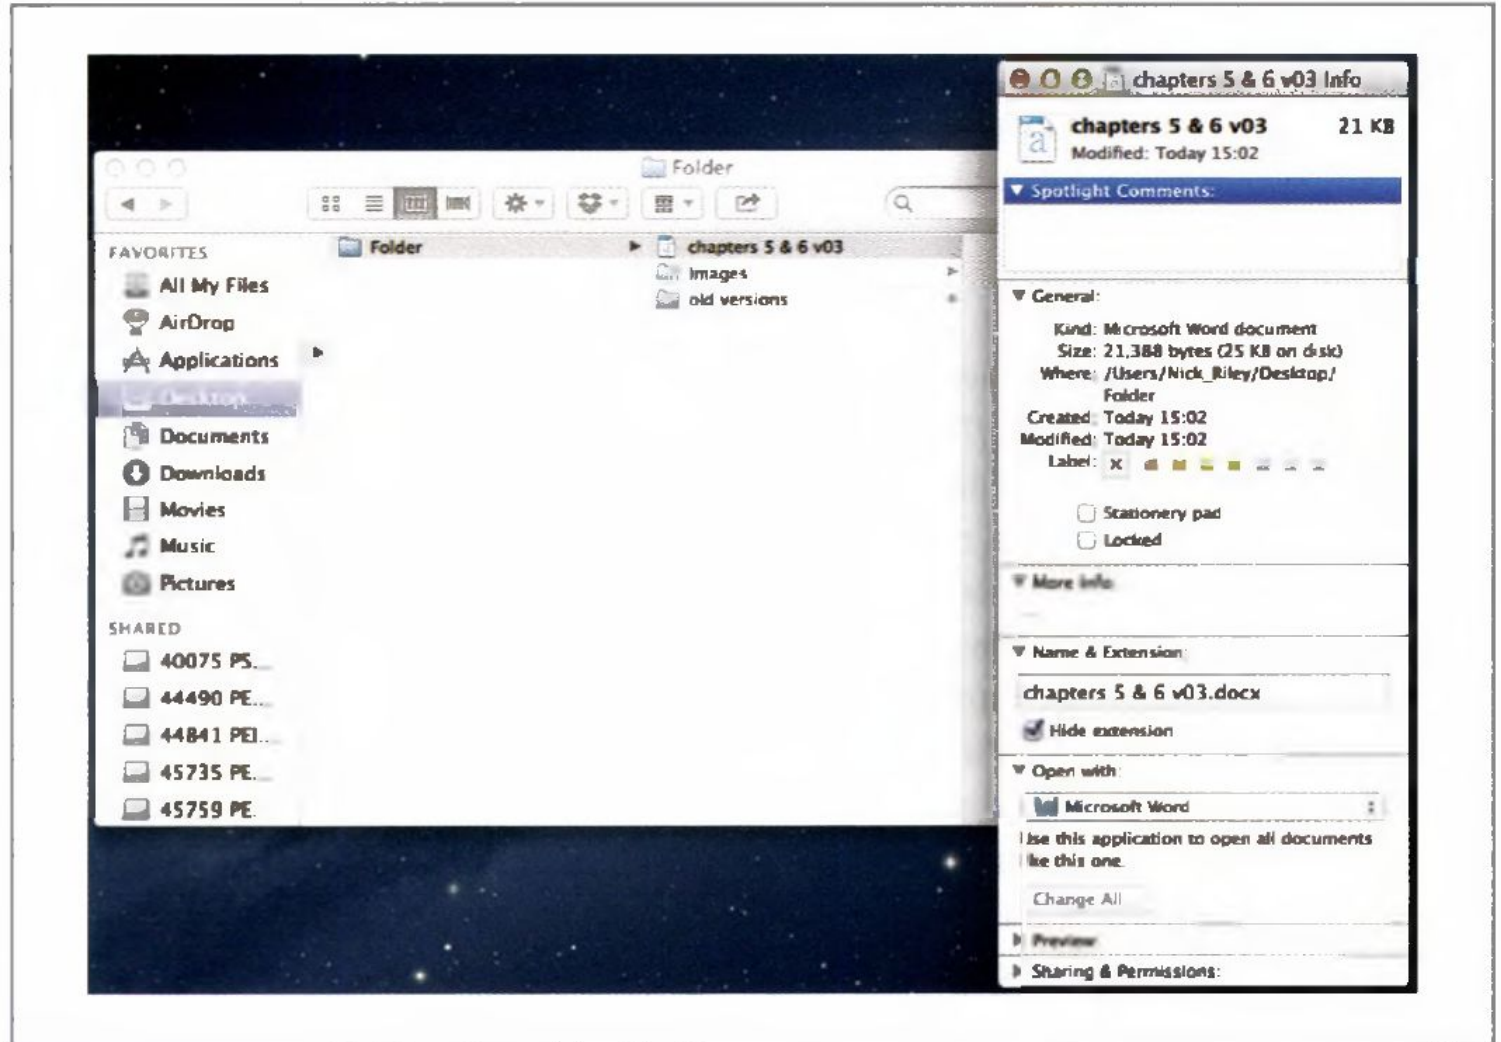 Folder
FAVORITES
All My Files
AirDrop
Applications
Desktop
Documents
Downloads
Movies
Music
Pictures
SHARED
40075 PS...
44490 PE...
44841 PEI...
45735 PE...
45759 PE.
Folder
chapters 5 & 6 v03
Images
old versions
chapters 5 & 6 v03 Info
chapters 5 & 6 v03 21 KB
Modified: Today 15:02
Spotlight Comments:
General:
Kind: Microsoft Word document
Size: 21,388 bytes (25 KB on disk)
Where: /Users/Nick_Riley/Desktop/
Folder
Created: Today 15:02
Modified: Today 15:02
Label: x
Stationery pad
Locked
More Info
Name & Extension:
chapters 5 & 6 v03.docx
Hide extension
Open with:
Microsoft Word
Use this application to open all documents
like this one.
Change All
Preview
Sharing & Permissions: